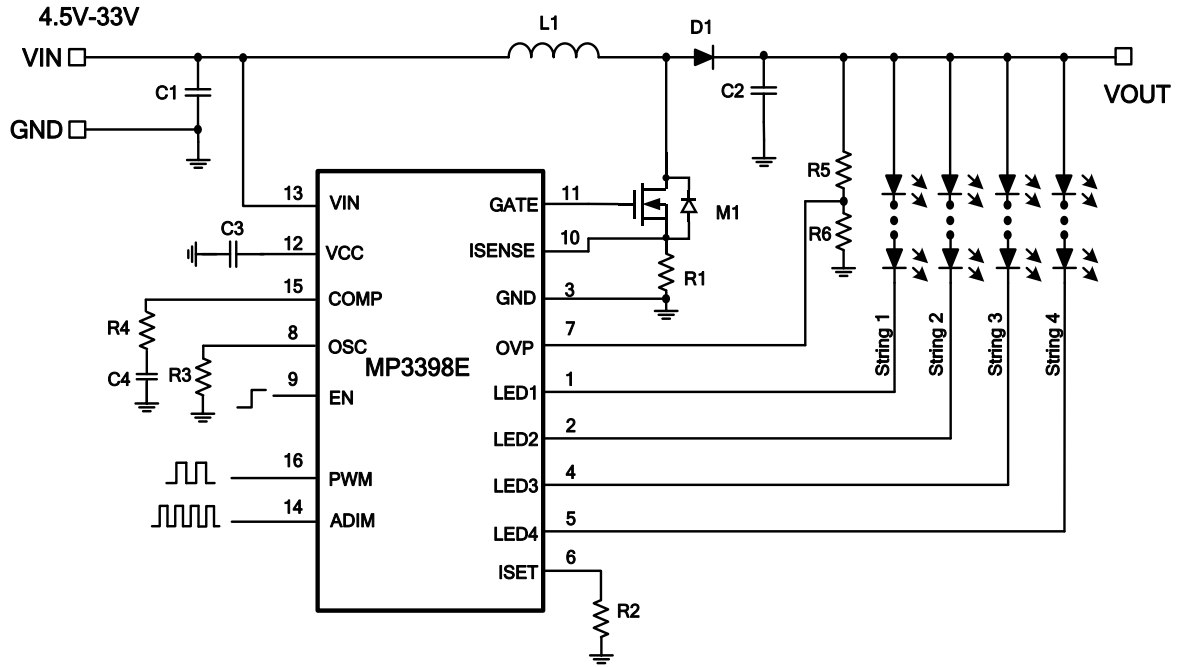 4.5V-33V
VIN
GND
C1
L1
D1
C2
VOUT
R5
R6
M1
R1
C3
R4
C4
R3
MP3398E
13
VIN
12
VCC
15
COMP
8
OSC
9
EN
16
PWM
14
ADIM
GATE
11
ISENSE
10
GND
3
OVP
7
LED1
1
LED2
2
LED3
4
LED4
5
ISET
6
R2
String 1
String 2
String 3
String 4